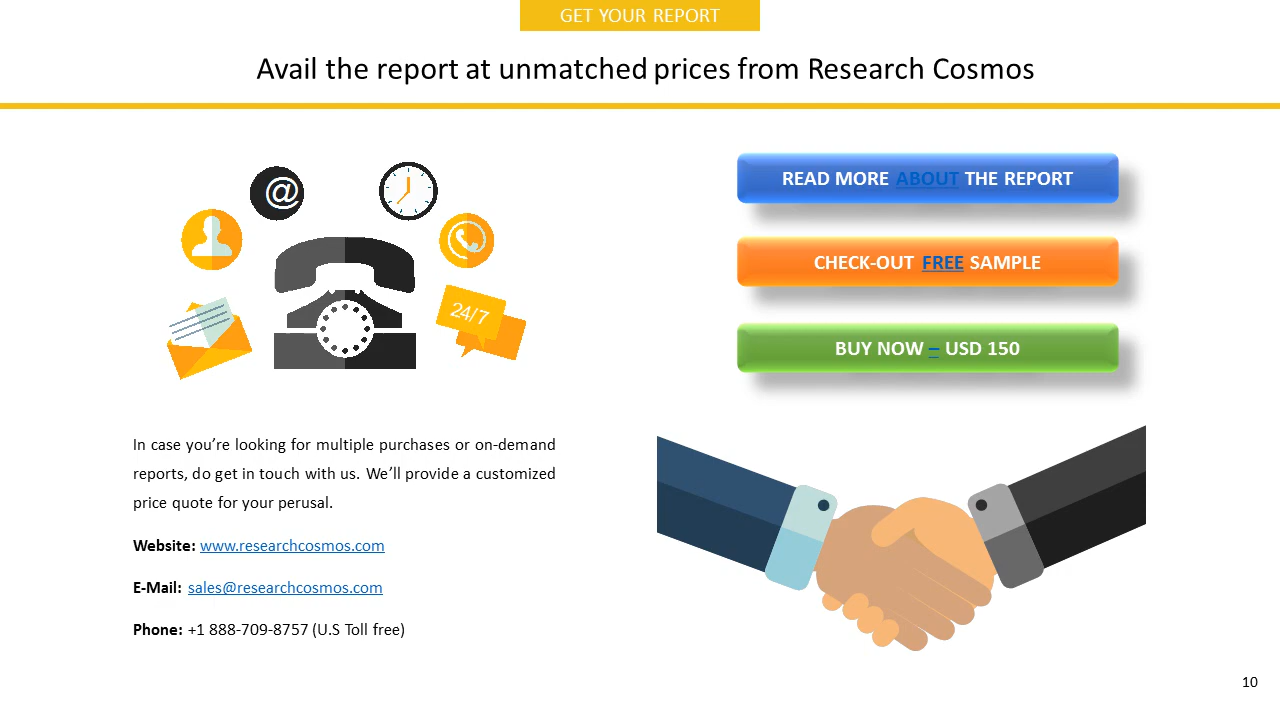 GET YOUR REPORT
Avail the report at unmatched prices from Research Cosmos
@
24/7
READ MORE ABOUT THE REPORT
CHECK-OUT FREE SAMPLE
BUY NOW – USD 150
In case you’re looking for multiple purchases or on-demand
reports, do get in touch with us. We’ll provide a customized
price quote for your perusal.
Website: www.researchcosmos.com
E-Mail: sales@researchcosmos.com
Phone: +1 888-709-8757 (U.S Toll free)
10